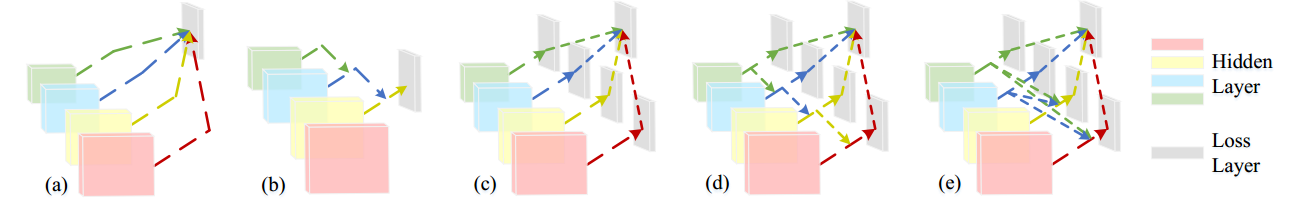 (a)
(b)
(c)
(d)
(e)
Hidden
Layer
Loss
Layer